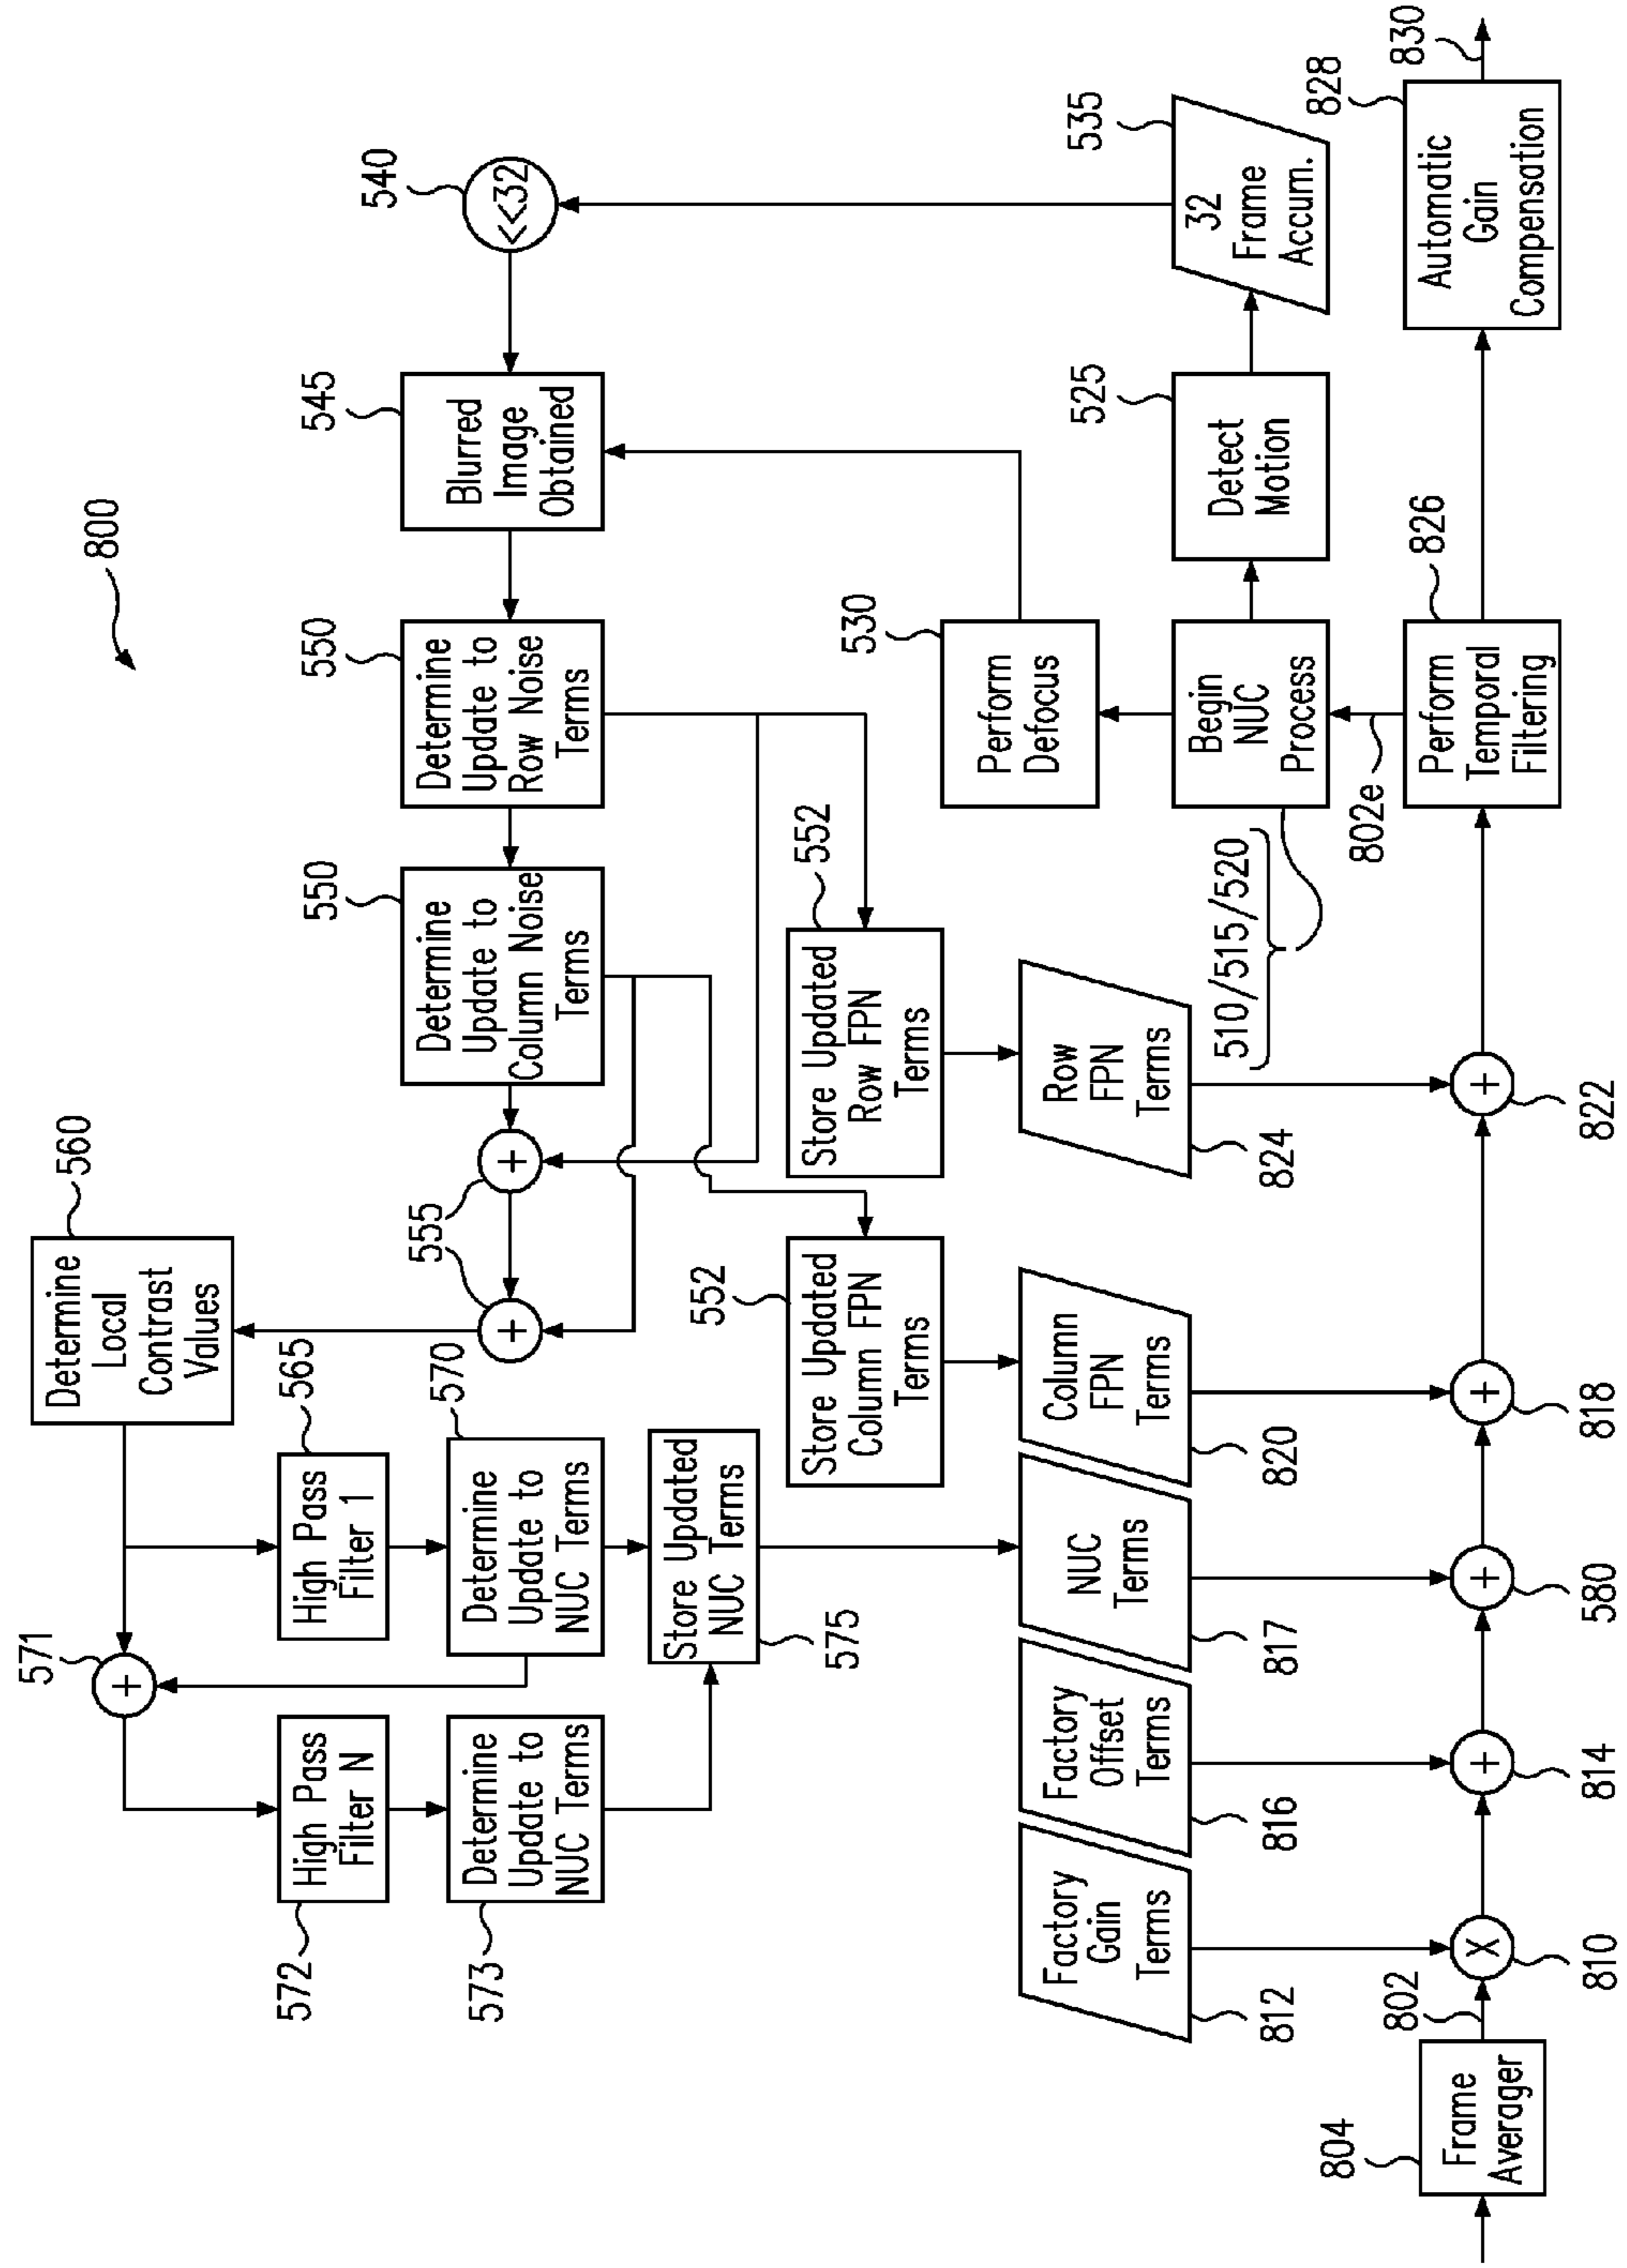 800
560
Determine
Local
Contrast
Values
571
565
High Pass
Filter 1
572
High Pass
Filter N
570
Determine
Update to
NUC Terms
573
Determine
Update to
NUC Terms
575
Store Updated
NUC Terms
555
+
+
+
550
Determine
Update to
Column Noise
Terms
550
Determine
Update to
Row Noise
Terms
545
Blurred
Image
Obtained
540
<<32
552
Store Updated
Column FPN
Terms
552
Store Updated
Row FPN
Terms
530
Perform
Defocus
510/515/520
Begin
NUC
Process
525
Detect
Motion
535
32
Frame
Accum.
812
Factory
Gain
Terms
816
Factory
Offset
Terms
817
NUC
Terms
820
Column
FPN
Terms
824
Row
FPN
Terms
804
Frame
Averager
802
X
810
+
814
+
580
+
818
+
822
802e
826
Perform
Temporal
Filtering
828
Automatic
Gain
Compensation
830